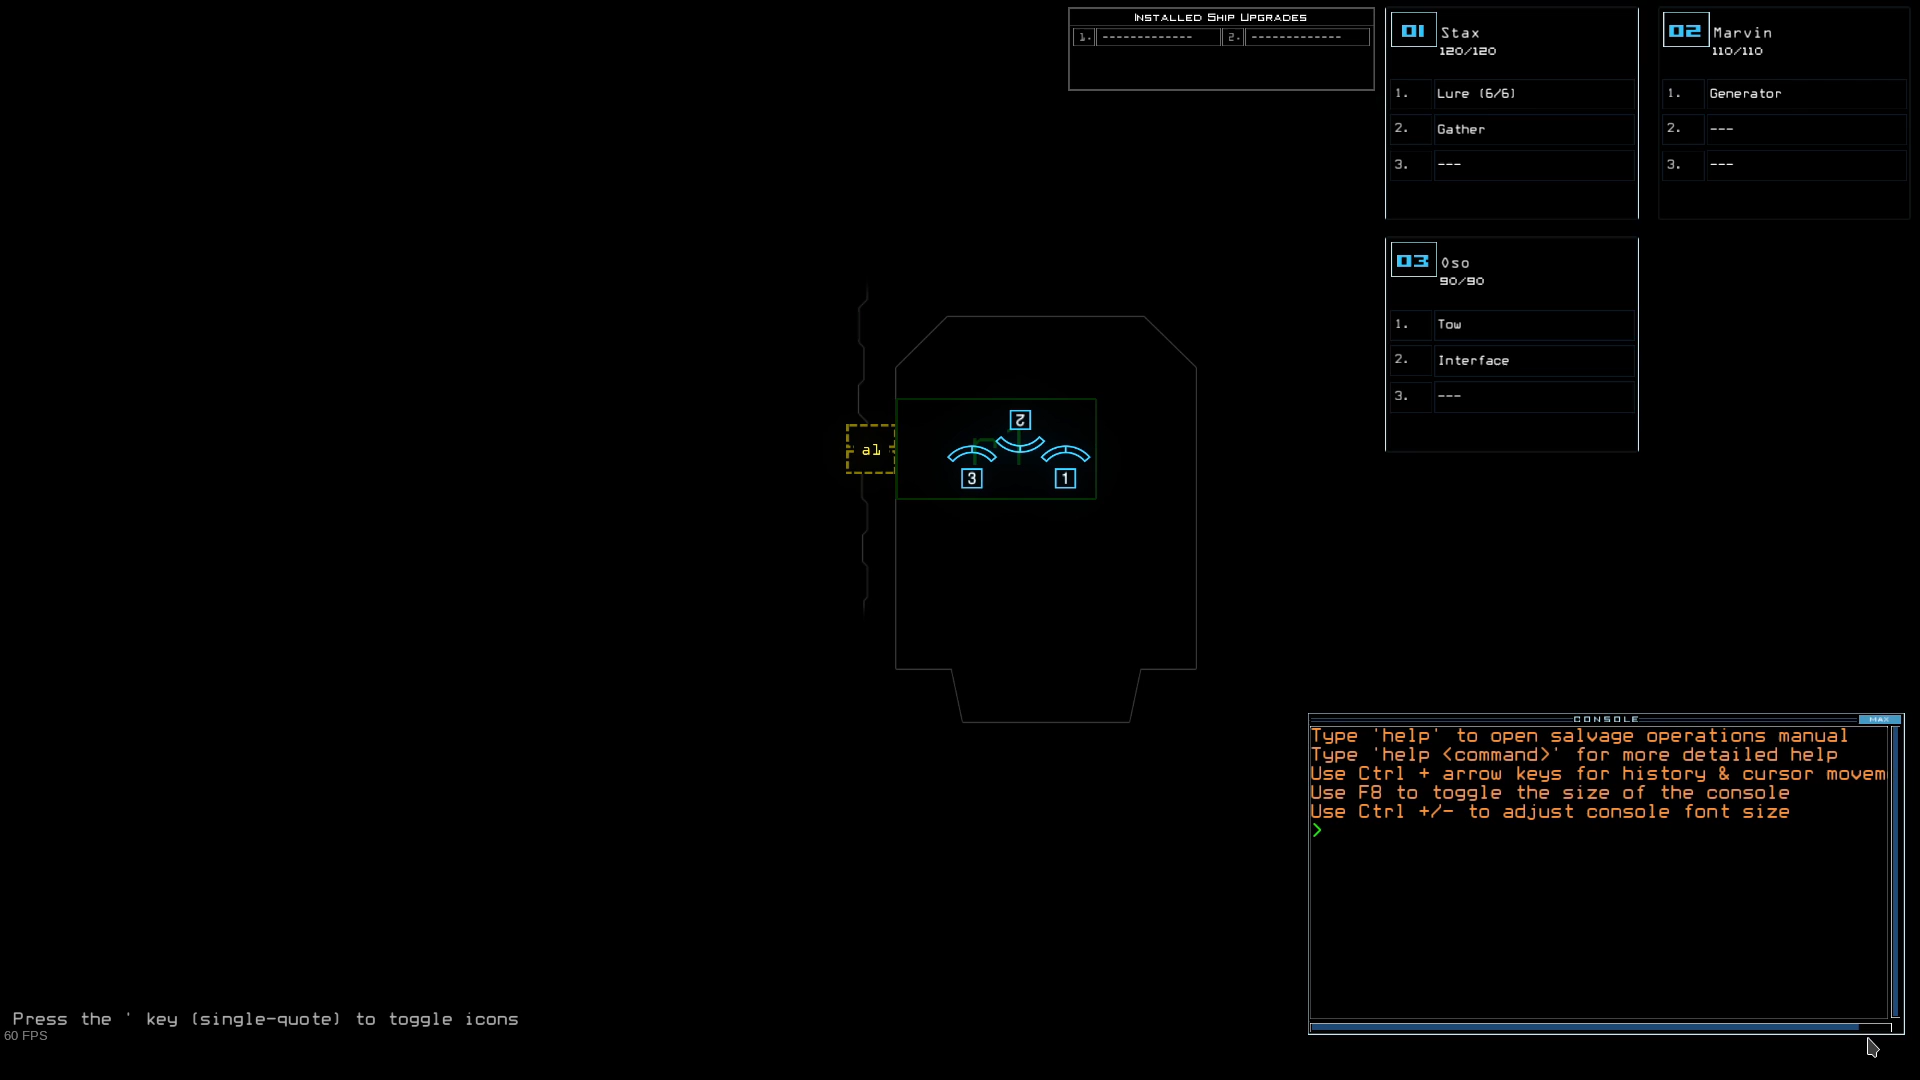 Installed Ship Upgrades
1. ------------- 2. -------------
01 Stax
120/120
1. Lure (6/6)
2. Gather
3. ---
02 Marvin
110/110
1. Generator
2. ---
3. ---
03 Oso
90/90
1. Tow
2. Interface
3. ---
a1
2
3
1
CONSOLE
MAX
Type 'help' to open salvage operations manual
Type 'help <command>' for more detailed help
Use Ctrl + arrow keys for history & cursor movem
Use F8 to toggle the size of the console
Use Ctrl +/- to adjust console font size
>
Press the ' key (single-quote) to toggle icons
60 FPS